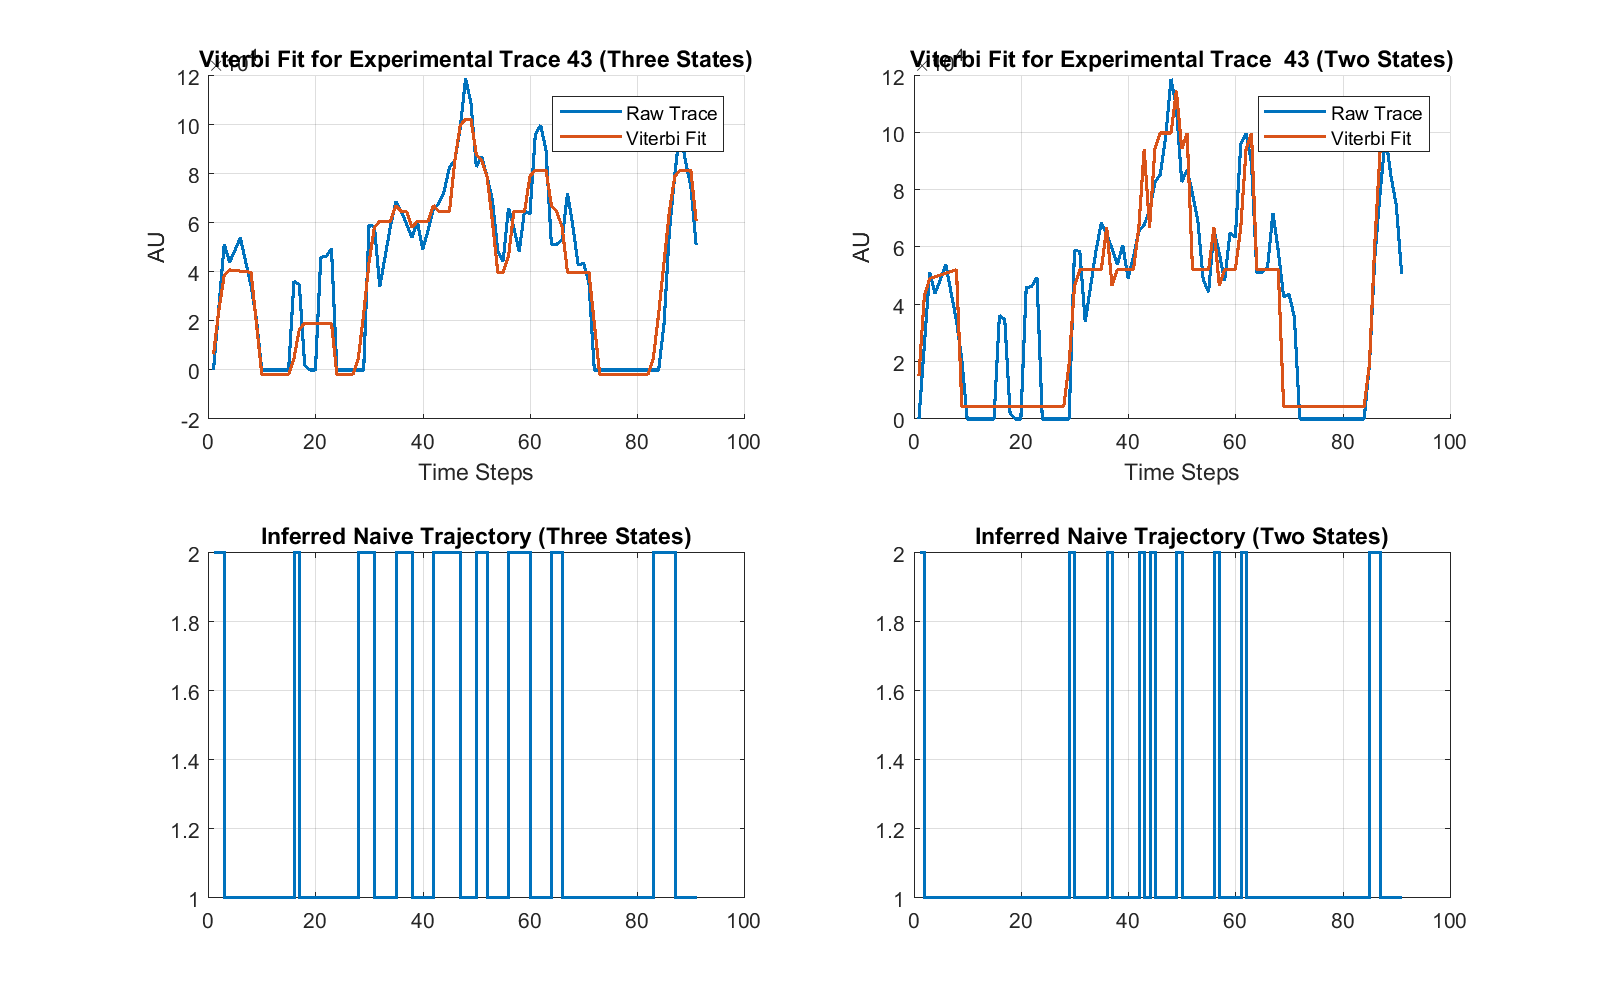 Viterbi Fit for Experimental Trace 43 (Three States)
12
10
8
6
4
2
0
-2
AU
Raw Trace
Viterbi Fit
0 20 40 60 80 100
Time Steps
Viterbi Fit for Experimental Trace  43 (Two States)
12
10
8
6
4
2
0
AU
Raw Trace
Viterbi Fit
0 20 40 60 80 100
Time Steps
Inferred Naive Trajectory (Three States)
2
1.8
1.6
1.4
1.2
1
0 20 40 60 80 100
Inferred Naive Trajectory (Two States)
2
1.8
1.6
1.4
1.2
1
0 20 40 60 80 100